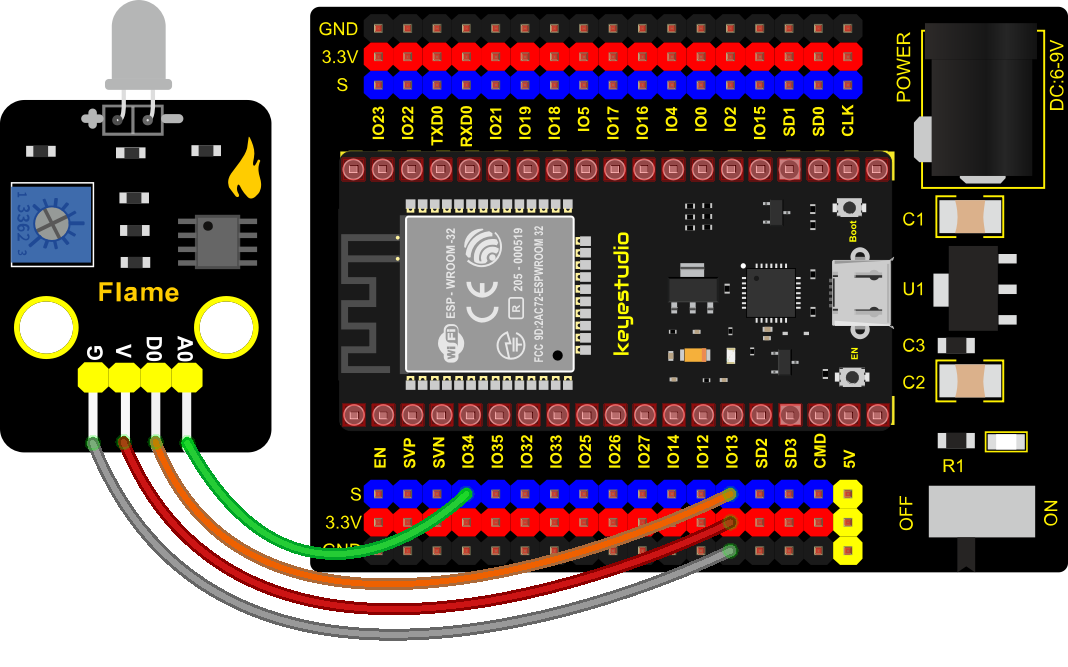 GND
3.3V
S
IO23 IO22 TXD0 RXD0 IO21 IO19 IO18 IO5 IO17 IO16 IO4 IO0 IO2 IO15 SD1 SD0 CLK
POWER
DC:6-9V
1 3362 3
Flame
G V D0 A0
ESP-WROOM-32
CE
R
205-000519
WiFi
FCC 9D:2AC72-ESPWROOM 32
keyestudio
Boot
EN
C1
U1
C3
C2
R1
OFF
ON
EN SVP SVN IO34 IO35 IO32 IO33 IO25 IO26 IO27 IO14 IO12 IO13 SD2 SD3 CMD 5V
S
3.3V
GND